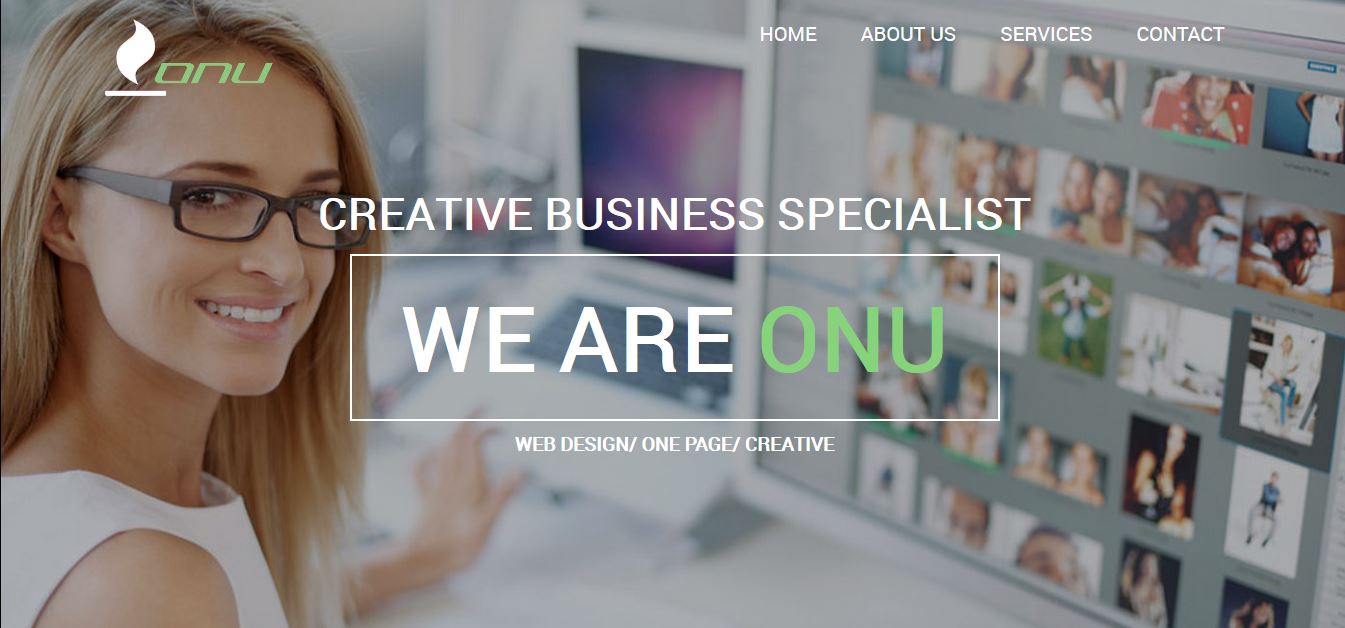 onu
HOME ABOUT US SERVICES CONTACT
CREATIVE BUSINESS SPECIALIST
WE ARE ONU
WEB DESIGN/ ONE PAGE/ CREATIVE